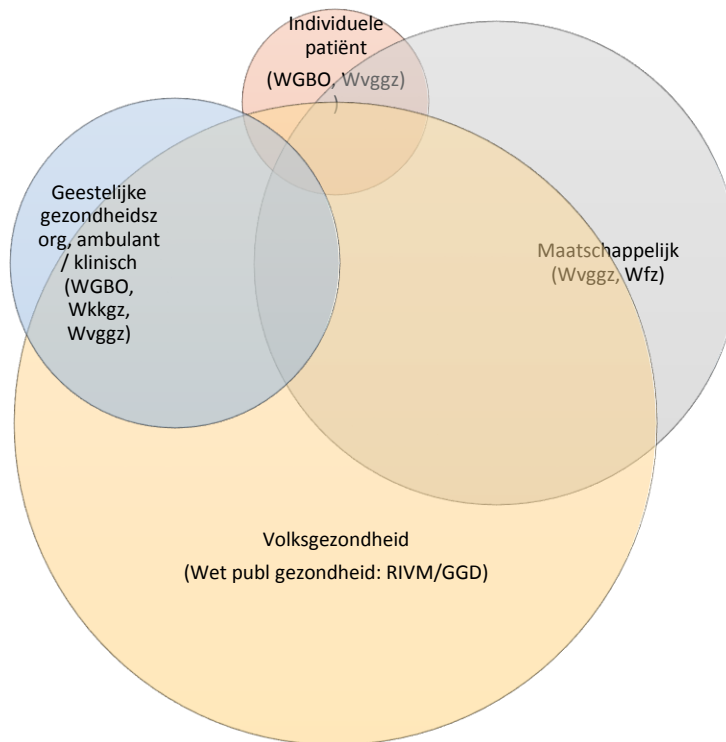 Individuele
patiënt
(WGBO, Wvggz)
)
Geestelijke
gezondheidsz
org, ambulant
/ klinisch
(WGBO,
Wkkgz,
Wvggz)
Maatschappelijk
(Wvggz, Wfz)
Volksgezondheid
(Wet publ gezondheid: RIVM/GGD)